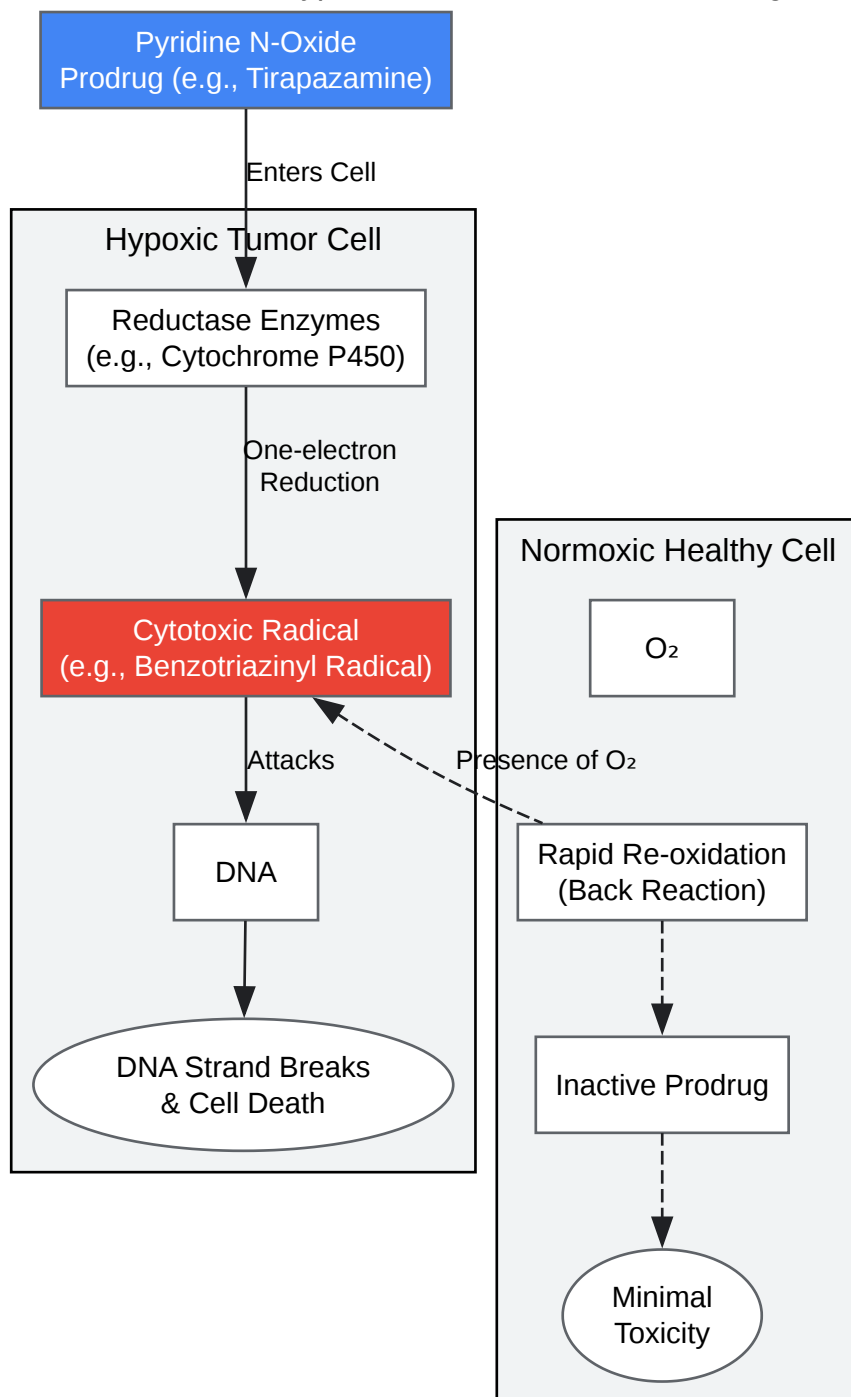 Pyridine N-Oxide
Prodrug (e.g., Tirapazamine)
Enters Cell
Hypoxic Tumor Cell
Reductase Enzymes
(e.g., Cytochrome P450)
One-electron
Reduction
Normoxic Healthy Cell
Cytotoxic Radical
(e.g., Benzotriazinyl Radical)
O₂
Attacks
Presence of O₂
DNA
Rapid Re-oxidation
(Back Reaction)
DNA Strand Breaks
& Cell Death
Inactive Prodrug
Minimal
Toxicity